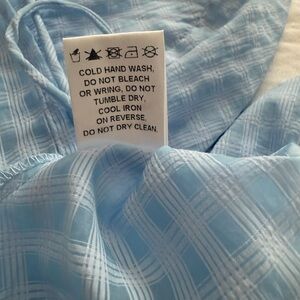 COLD HAND WASH,
DO NOT BLEACH
OR WRING, DO NOT
TUMBLE DRY,
COOL IRON
ON REVERSE,
DO NOT DRY CLEAN.